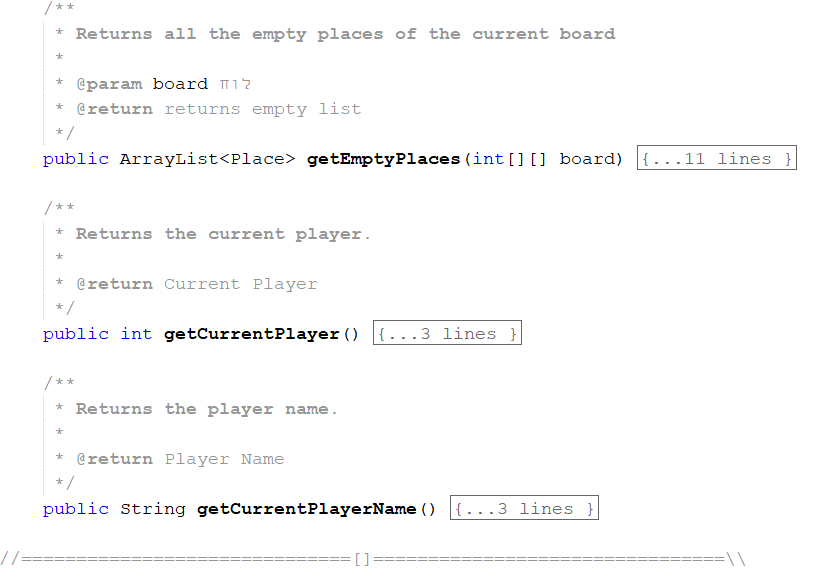 /**
 * Returns all the empty places of the current board
 *
 * @param board לוח
 * @return returns empty list
 */
public ArrayList<Place> getEmptyPlaces(int[][] board) {...11 lines }
/**
 * Returns the current player.
 *
 * @return Current Player
 */
public int getCurrentPlayer() {...3 lines }
/**
 * Returns the player name.
 *
 * @return Player Name
 */
public String getCurrentPlayerName() {...3 lines }
//==============================[]================================\\